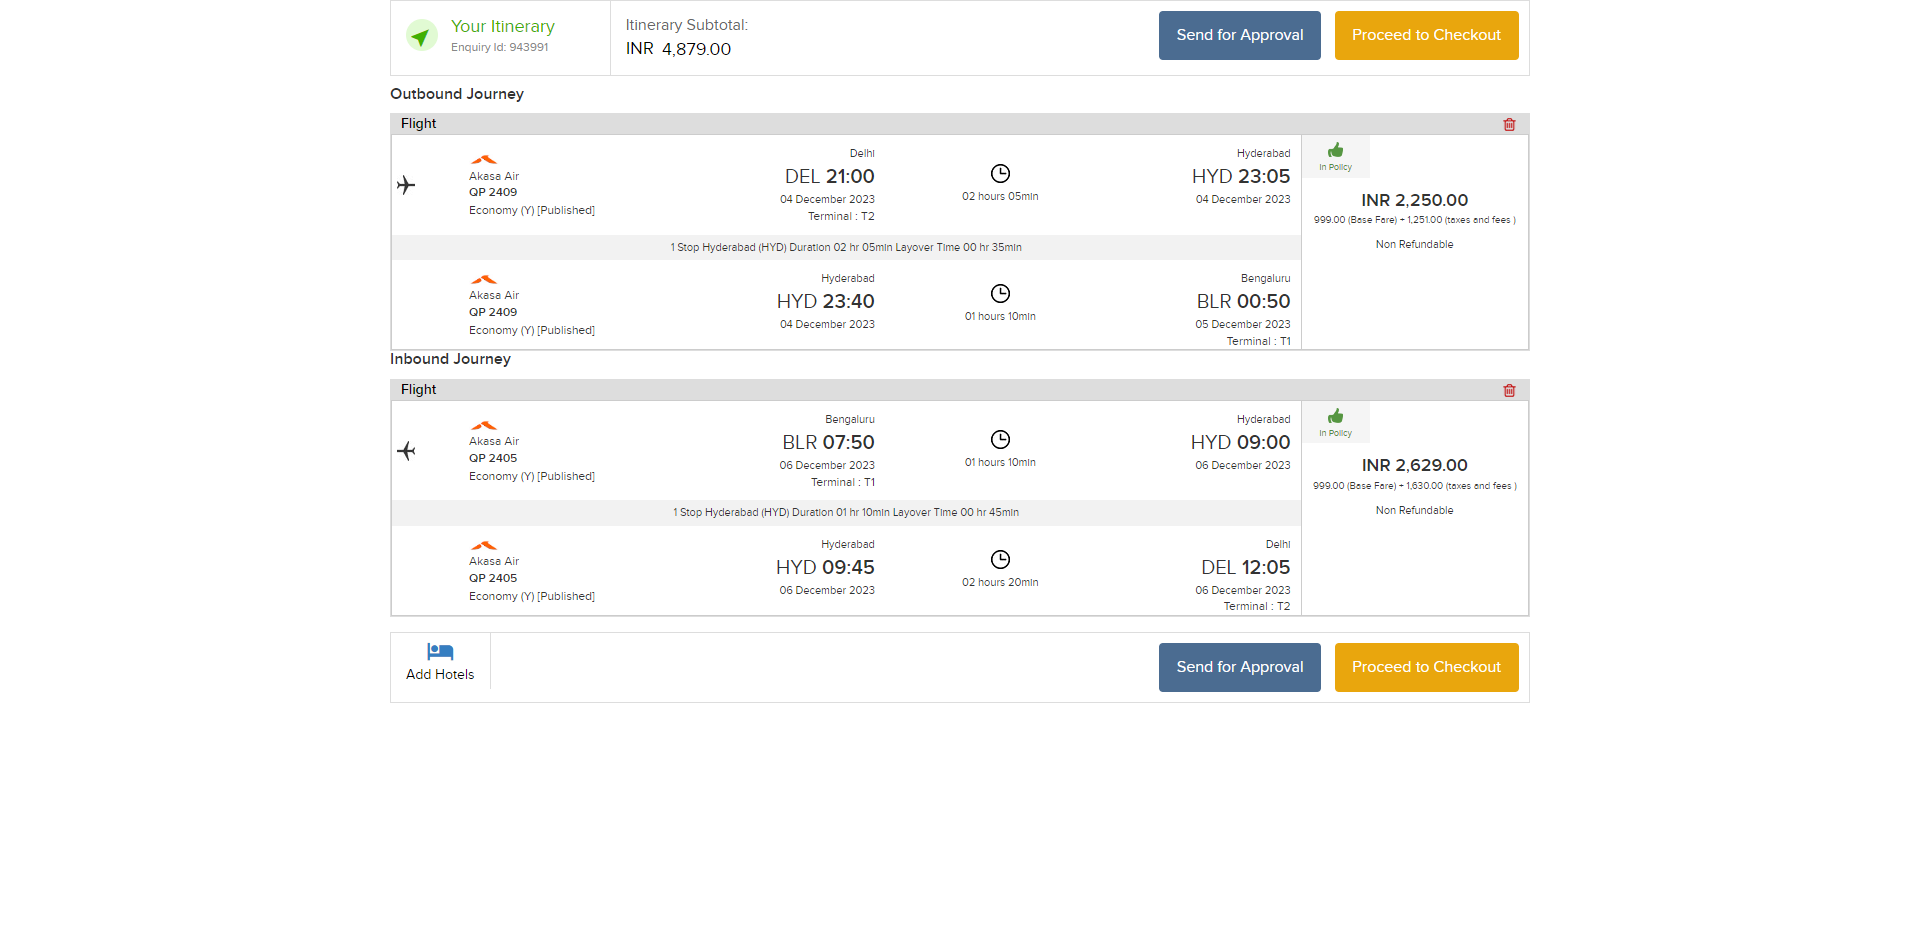 Your Itinerary
Enquiry Id: 943991
Itinerary Subtotal:
INR 4,879.00
Send for Approval
Proceed to Checkout
Outbound Journey
Flight
Akasa Air
QP 2409
Economy (Y) [Published]
Delhi
DEL 21:00
04 December 2023
Terminal : T2
02 hours 05min
Hyderabad
HYD 23:05
04 December 2023
In Policy
INR 2,250.00
999.00 (Base Fare) + 1,251.00 (taxes and fees )
Non Refundable
1 Stop Hyderabad (HYD) Duration 02 hr 05min Layover Time 00 hr 35min
Akasa Air
QP 2409
Economy (Y) [Published]
Hyderabad
HYD 23:40
04 December 2023
01 hours 10min
Bengaluru
BLR 00:50
05 December 2023
Terminal : T1
Inbound Journey
Flight
Akasa Air
QP 2405
Economy (Y) [Published]
Bengaluru
BLR 07:50
06 December 2023
Terminal : T1
01 hours 10min
Hyderabad
HYD 09:00
06 December 2023
In Policy
INR 2,629.00
999.00 (Base Fare) + 1,630.00 (taxes and fees )
Non Refundable
1 Stop Hyderabad (HYD) Duration 01 hr 10min Layover Time 00 hr 45min
Akasa Air
QP 2405
Economy (Y) [Published]
Hyderabad
HYD 09:45
06 December 2023
02 hours 20min
Delhi
DEL 12:05
06 December 2023
Terminal : T2
Add Hotels
Send for Approval
Proceed to Checkout